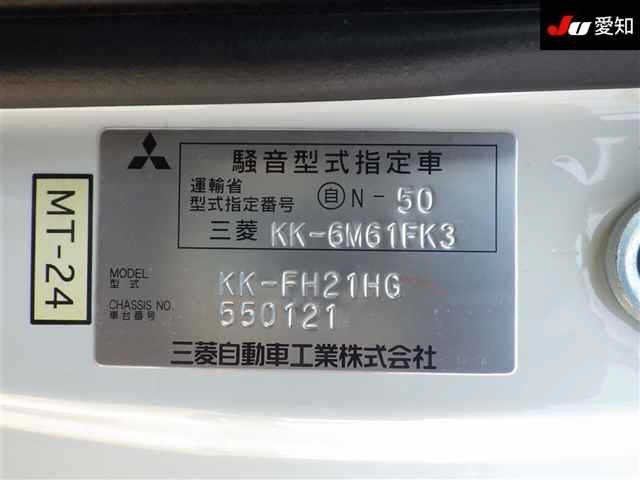 JU 愛知
騒音型式指定車
運輸省
型式指定番号 自 N - 50
三菱 KK-6M61FK3
MODEL
型式 KK-FH21HG
CHASSIS NO.
車台番号 550121
三菱自動車工業株式会社
MT-24